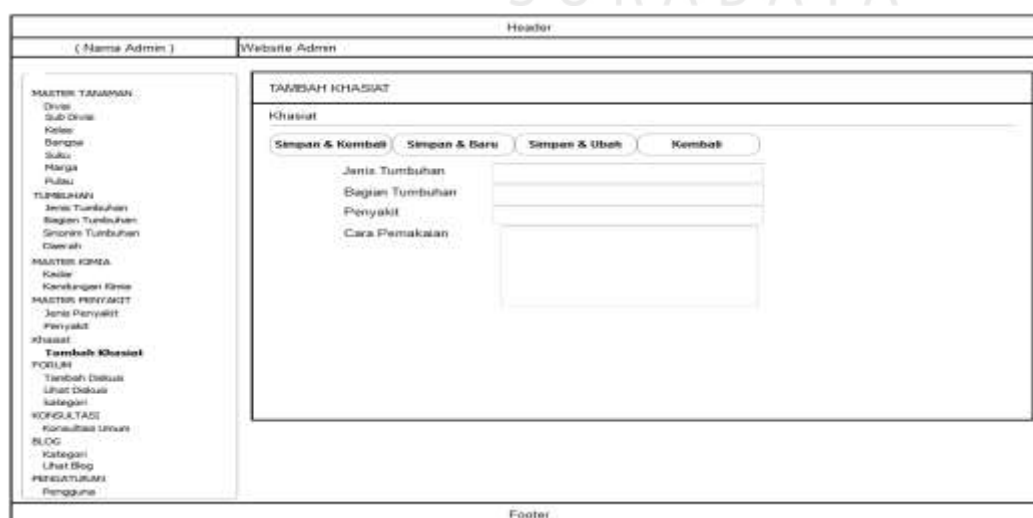 SURABAYA
Header
( Nama Admin )
Website Admin
MASTER TANAMAN
Divisi
Sub Divisi
Kelas
Bangsa
Suku
Marga
Pulau
TUMBUHAN
Jenis Tumbuhan
Bagian Tumbuhan
Sinonim Tumbuhan
Daerah
MASTER KIMIA
Kadar
Kandungan Kimia
MASTER PENYAKIT
Jenis Penyakit
Penyakit
Khasiat
Tambah Khasiat
FORUM
Tambah Diskusi
Lihat Diskusi
kategori
KONSULTASI
Konsultasi Umum
BLOG
Kategori
Lihat Blog
PENGATURAN
Pengguna
TAMBAH KHASIAT
Khasiat
Simpan & Kembali Simpan & Baru Simpan & Ubah Kembali
Jenis Tumbuhan
Bagian Tumbuhan
Penyakit
Cara Pemakaian
Footer